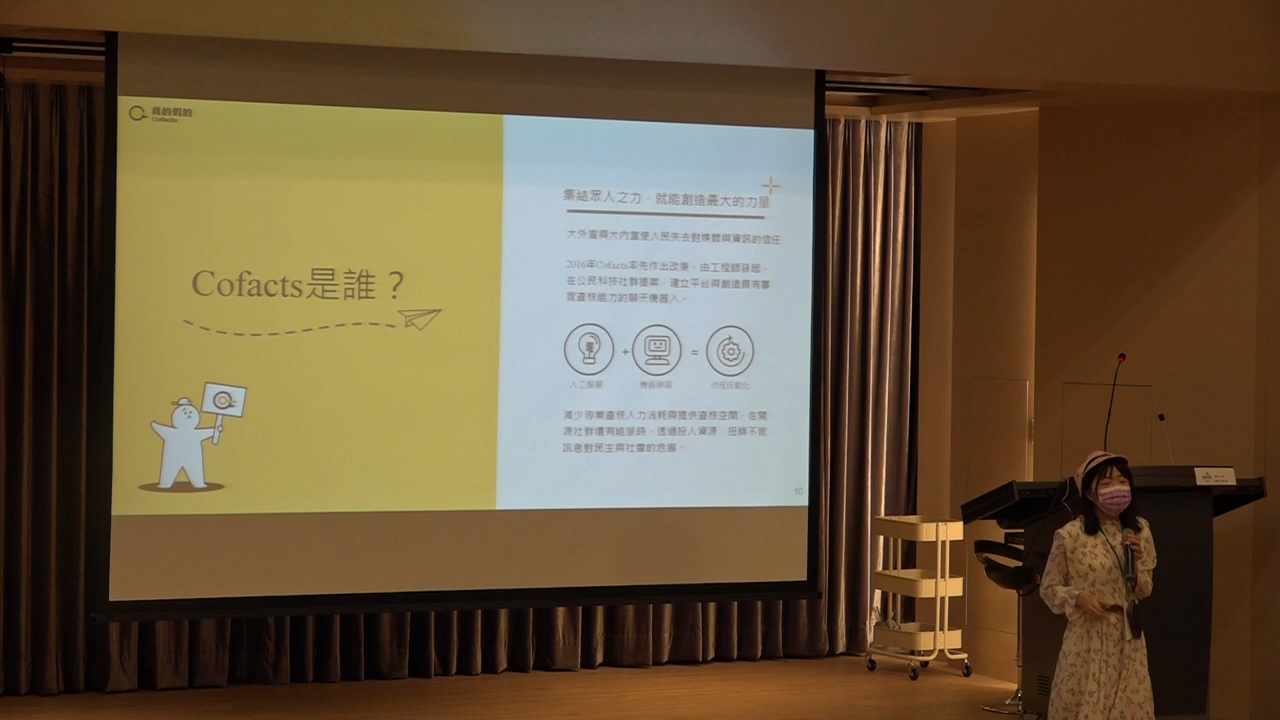 真的假的
Cofacts
Cofacts是誰？
集結眾人之力，就能創造最大的力量
大外宣與大內宣使人民失去對媒體與資訊的信任
2016年Cofacts率先作出改變，由工程師發起，
在公民科技社群提案，建立平台與創造具有事
實查核能力的聊天機器人。
+
=
人工智慧
機器學習
流程自動化
減少專業查核人力消耗與提供查核空間，在開
源社群還有能量時，透過投入資源，扭轉不實
訊息對民主與社會的危害。
10